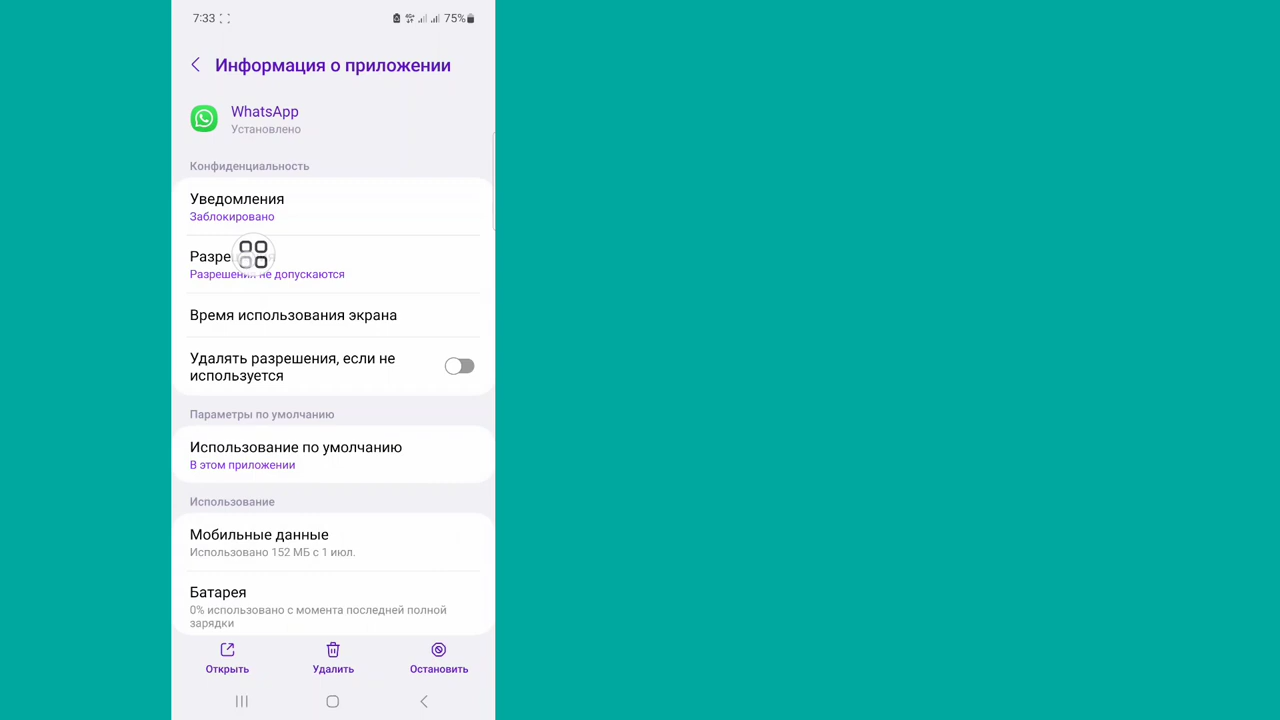 7:33 75%
Информация о приложении
WhatsApp
Установлено
Конфиденциальность
Уведомления
Заблокировано
Разрешения не допускаются
Время использования экрана
Удалять разрешения, если не
используется
Параметры по умолчанию
Использование по умолчанию
В этом приложении
Использование
Мобильные данные
Использовано 152 МБ с 1 июл.
Батарея
0% использовано с момента последней полной
зарядки
Открыть Удалить Остановить